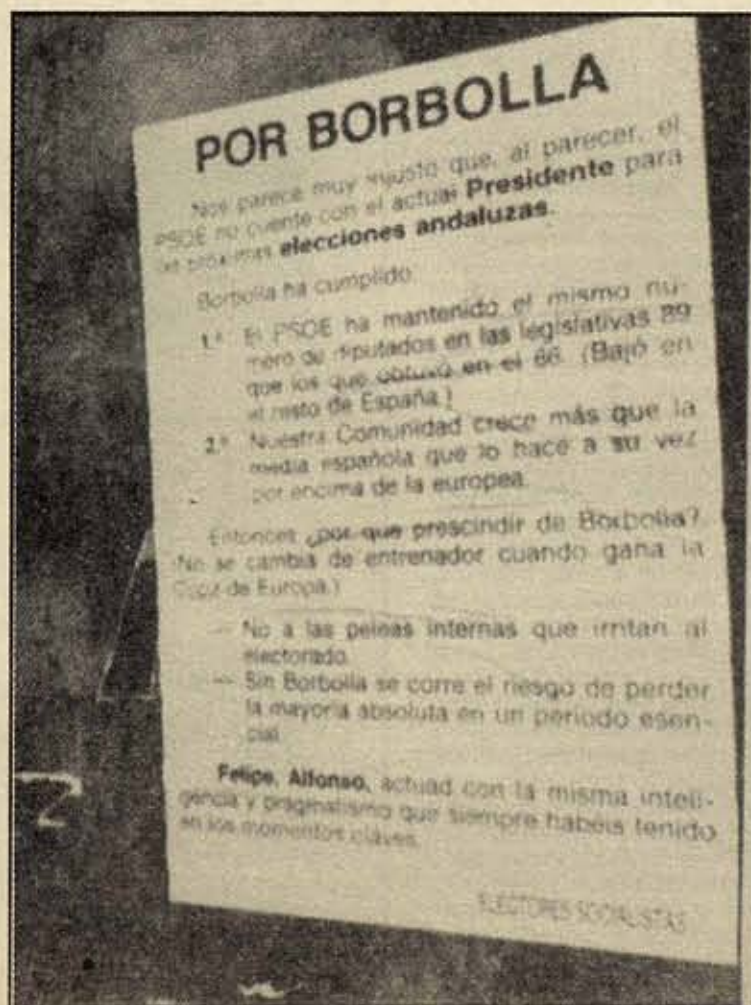 POR BORBOLLA
Nos parece muy injusto que, al parecer, el
PSOE no cuente con el actual Presidente para
las próximas elecciones andaluzas.
Borbolla ha cumplido:
1.º El PSOE ha mantenido el mismo nú-
mero de diputados en las legislativas 89
que los que obtuvo en el 86. (Bajó en
el resto de España.)
2.º Nuestra Comunidad crece más que la
media española que lo hace a su vez
por encima de la europea.
Entonces ¿por qué prescindir de Borbolla?
(No se cambia de entrenador cuando gana la
Copa de Europa.)
— No a las peleas internas que irritan al
electorado.
— Sin Borbolla se corre el riesgo de perder
la mayoría absoluta en un período esen-
cial.
Felipe, Alfonso, actuad con la misma inteli-
gencia y pragmatismo que siempre habéis tenido
en los momentos claves.
ELECTORES SOCIALISTAS